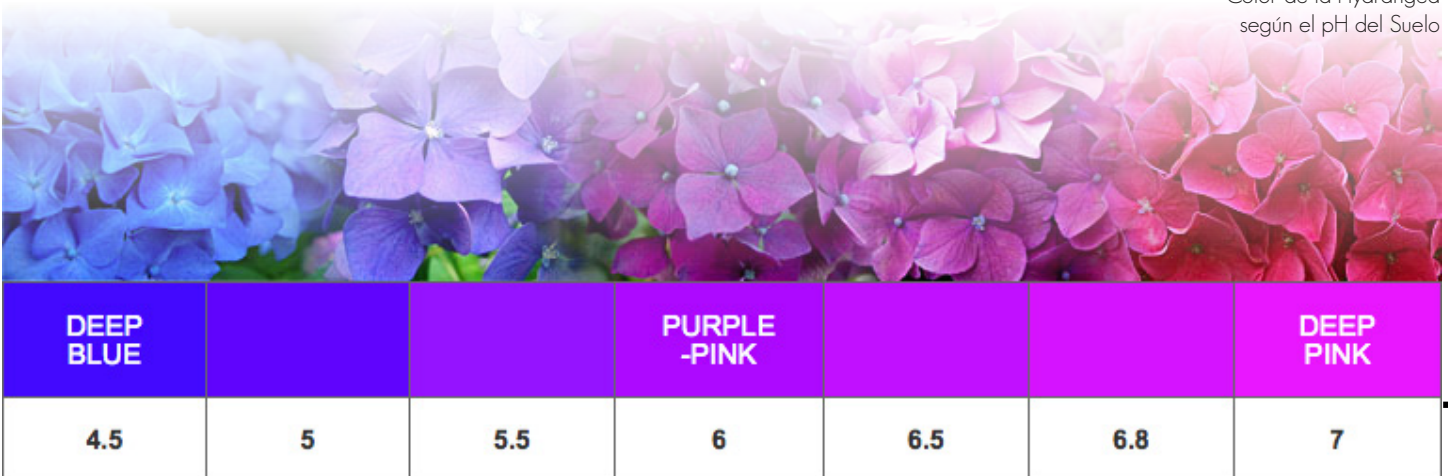 Color de la Hydrangea
según el pH del Suelo
DEEP
BLUE
PURPLE
-PINK
DEEP
PINK
4.5 5 5.5 6 6.5 6.8 7